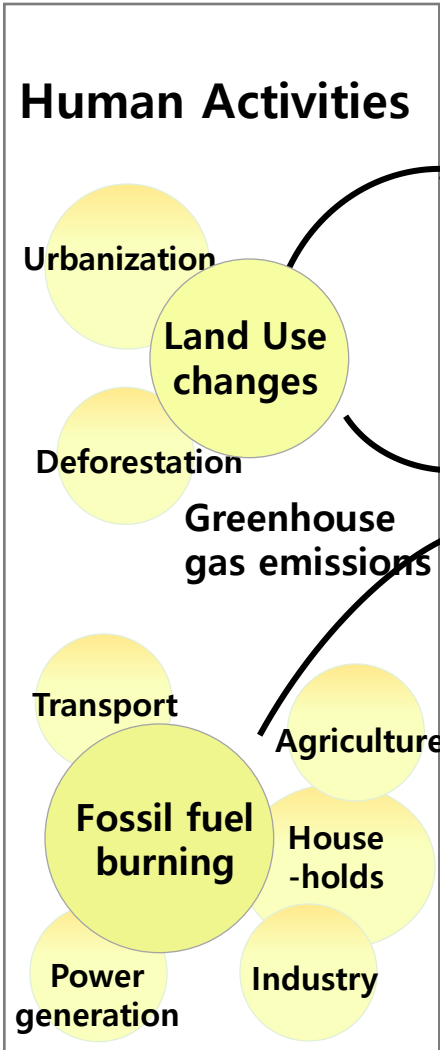 Human Activities
Urbanization
Land Use
changes
Deforestation
Greenhouse
gas emissions
Transport
Agriculture
Fossil fuel
burning
House
-holds
Power
generation
Industry